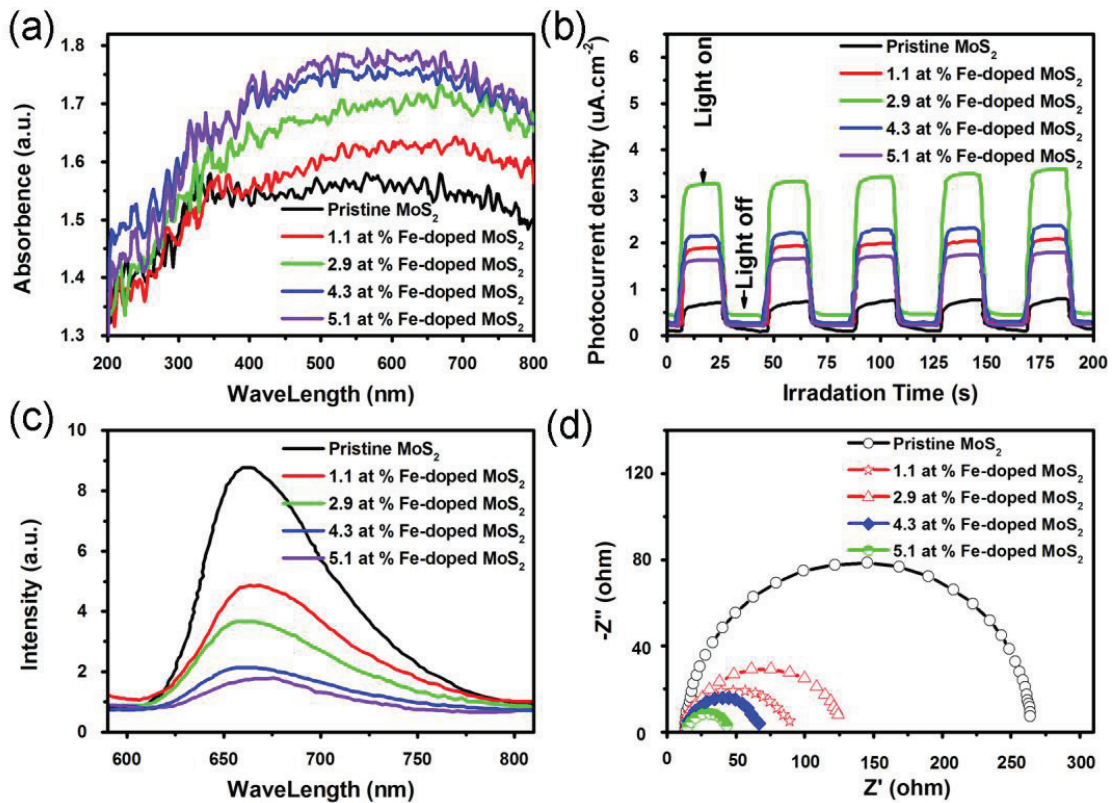 (a)
1.8
1.7
1.6
1.5
1.4
1.3
Absorbence (a.u.)
Pristine MoS2
1.1 at % Fe-doped MoS2
2.9 at % Fe-doped MoS2
4.3 at % Fe-doped MoS2
5.1 at % Fe-doped MoS2
200 300 400 500 600 700 800
WaveLength (nm)
(b)
6
5
4
3
2
1
0
Photocurrent density (uA.cm-2)
Light on
Light off
Pristine MoS2
1.1 at % Fe-doped MoS2
2.9 at % Fe-doped MoS2
4.3 at % Fe-doped MoS2
5.1 at % Fe-doped MoS2
0 25 50 75 100 125 150 175 200
Irradation Time (s)
(c)
10
8
6
4
2
0
Intensity (a.u.)
Pristine MoS2
1.1 at % Fe-doped MoS2
2.9 at % Fe-doped MoS2
4.3 at % Fe-doped MoS2
5.1 at % Fe-doped MoS2
600 650 700 750 800
WaveLength (nm)
(d)
120
80
40
0
-Z" (ohm)
Pristine MoS2
1.1 at % Fe-doped MoS2
2.9 at % Fe-doped MoS2
4.3 at % Fe-doped MoS2
5.1 at % Fe-doped MoS2
0 50 100 150 200 250 300
Z' (ohm)